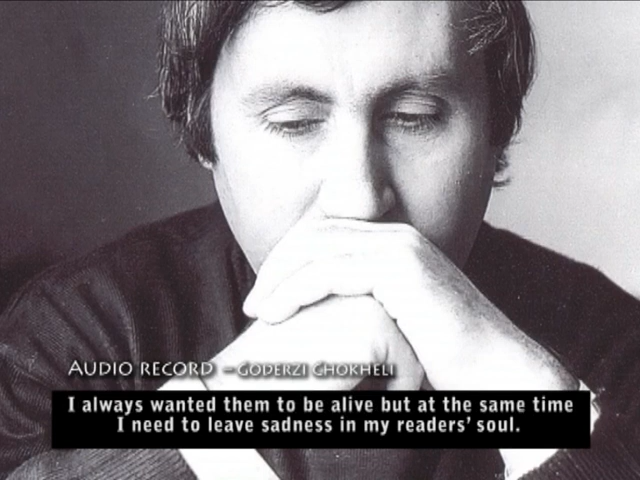 AUDIO RECORD - GODERZI CHOKHELI
I always wanted them to be alive but at the same time
I need to leave sadness in my readers' soul.